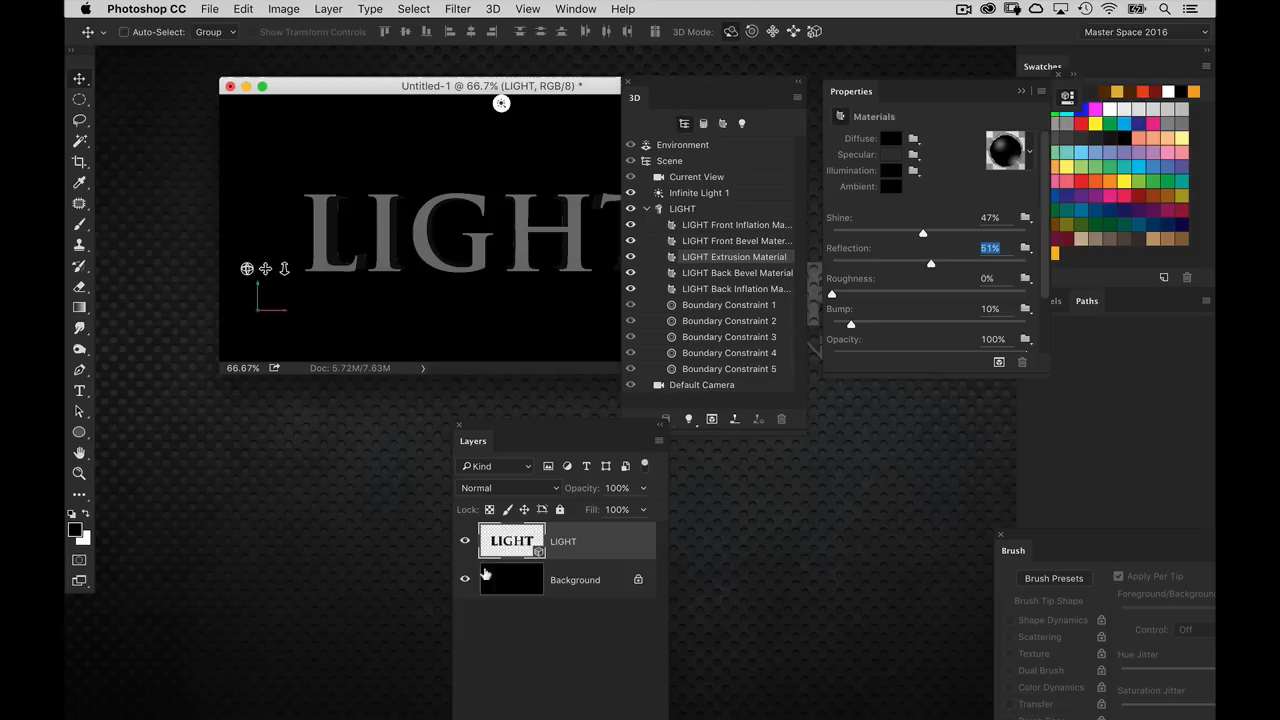 Photoshop CC File Edit Image Layer Type Select Filter 3D View Window Help
Auto-Select: Group Show Transform Controls 3D Mode: Master Space 2016
Untitled-1 @ 66.7% (LIGHT, RGB/8) *
LIGHT
66.67% Doc: 5.72M/7.63M
3D
Environment
Scene
Current View
Infinite Light 1
LIGHT
LIGHT Front Inflation Ma...
LIGHT Front Bevel Mater...
LIGHT Extrusion Material
LIGHT Back Bevel Material
LIGHT Back Inflation Ma...
Boundary Constraint 1
Boundary Constraint 2
Boundary Constraint 3
Boundary Constraint 4
Boundary Constraint 5
Default Camera
Properties
Materials
Diffuse:
Specular:
Illumination:
Ambient:
Shine: 47%
Reflection: 51%
Roughness: 0%
Bump: 10%
Opacity: 100%
Swatches
els Paths
Layers
Kind
Normal Opacity: 100%
Lock: Fill: 100%
LIGHT LIGHT
Background
Brush
Brush Presets Apply Per Tip
Brush Tip Shape Foreground/Background
Shape Dynamics Control: Off
Scattering
Texture Hue Jitter
Dual Brush
Color Dynamics Saturation Jitter
Transfer